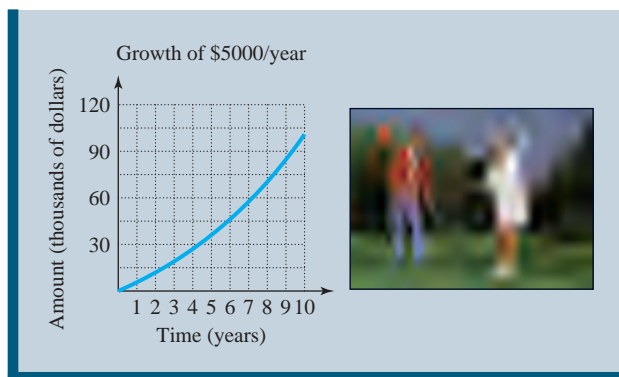 Growth of $5000/year
Amount (thousands of dollars)
120
90
60
30
1 2 3 4 5 6 7 8 9 10
Time (years)